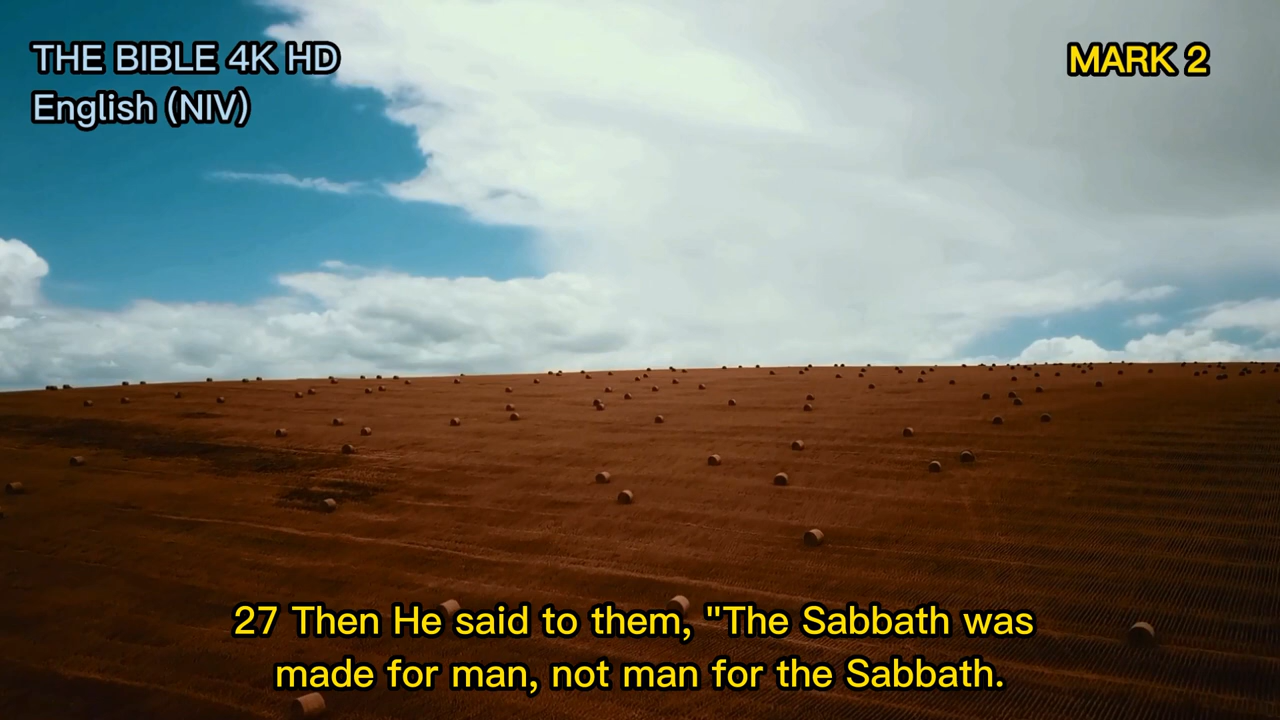 THE BIBLE 4K HD
English (NIV)
MARK 2
27 Then He said to them, "The Sabbath was
made for man, not man for the Sabbath.